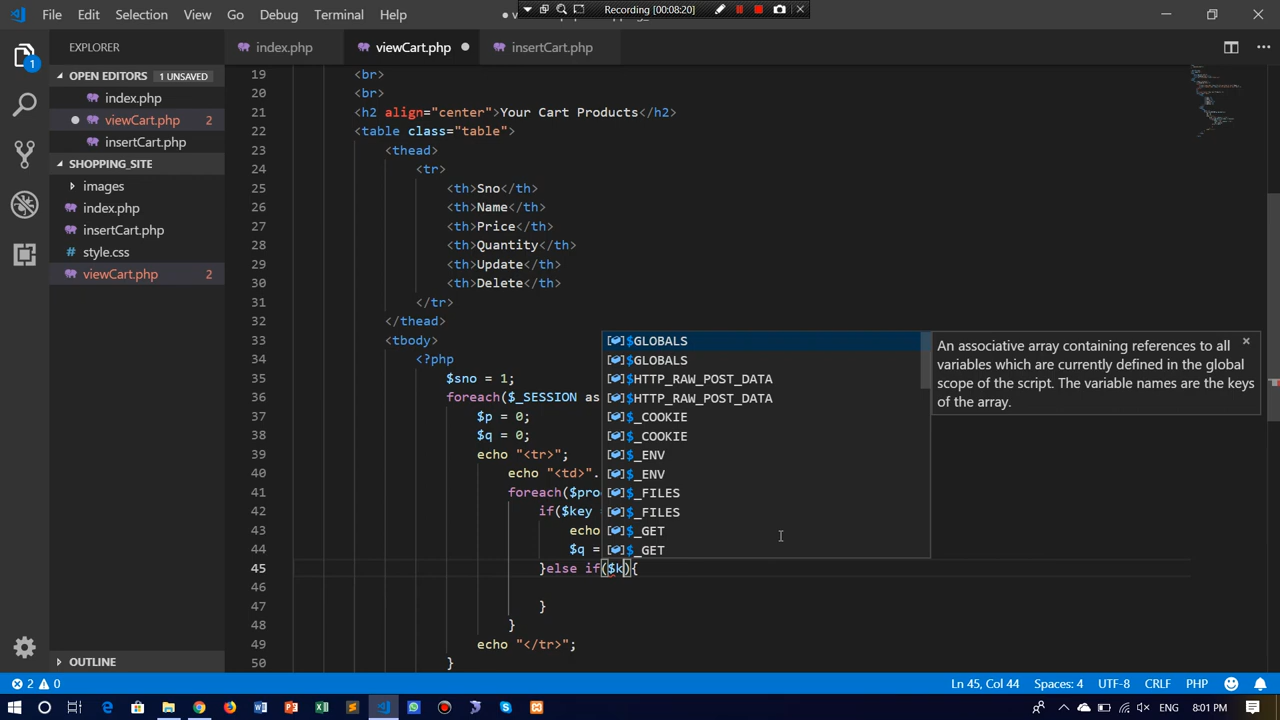 File Edit Selection View Go Debug Terminal Help
Recording [00:08:20]
EXPLORER
OPEN EDITORS 1 UNSAVED
index.php
viewCart.php 2
insertCart.php
SHOPPING_SITE
images
index.php
insertCart.php
style.css
viewCart.php 2
OUTLINE
1
index.php viewCart.php insertCart.php
19 <br>
20 <br>
21 <h2 align="center">Your Cart Products</h2>
22 <table class="table">
23 <thead>
24 <tr>
25 <th>Sno</th>
26 <th>Name</th>
27 <th>Price</th>
28 <th>Quantity</th>
29 <th>Update</th>
30 <th>Delete</th>
31 </tr>
32 </thead>
33 <tbody>
34 <?php
35 $sno = 1;
36 foreach($_SESSION as
37 $p = 0;
38 $q = 0;
39 echo "<tr>";
40 echo "<td>".
41 foreach($pro
42 if($key
43 echo
44 $q =
45 }else if($k){
46
47 }
48 }
49 echo "</tr>";
50 }
$GLOBALS
$GLOBALS
$HTTP_RAW_POST_DATA
$HTTP_RAW_POST_DATA
$_COOKIE
$_COOKIE
$_ENV
$_ENV
$_FILES
$_FILES
$_GET
$_GET
An associative array containing references to all
variables which are currently defined in the global
scope of the script. The variable names are the keys
of the array.
2 0 Ln 45, Col 44 Spaces: 4 UTF-8 CRLF PHP
ENG 8:01 PM